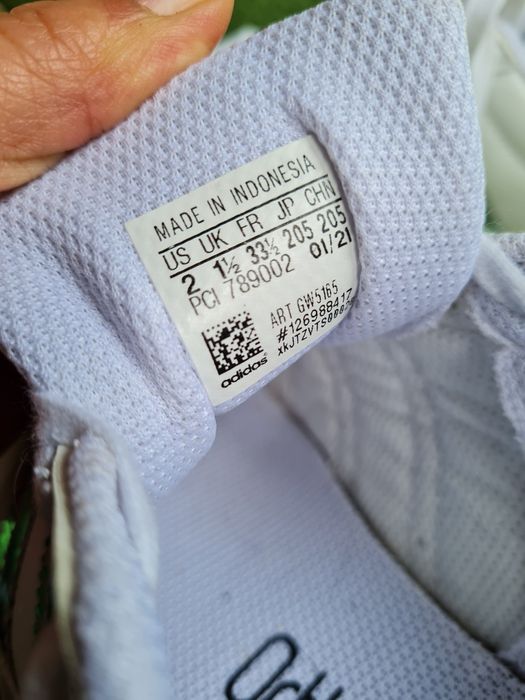 MADE IN INDONESIA
US UK FR JP CHN
2 1½ 33½ 205 205
PCI 789002 01/21
ART GW5165
#126988417
adidas